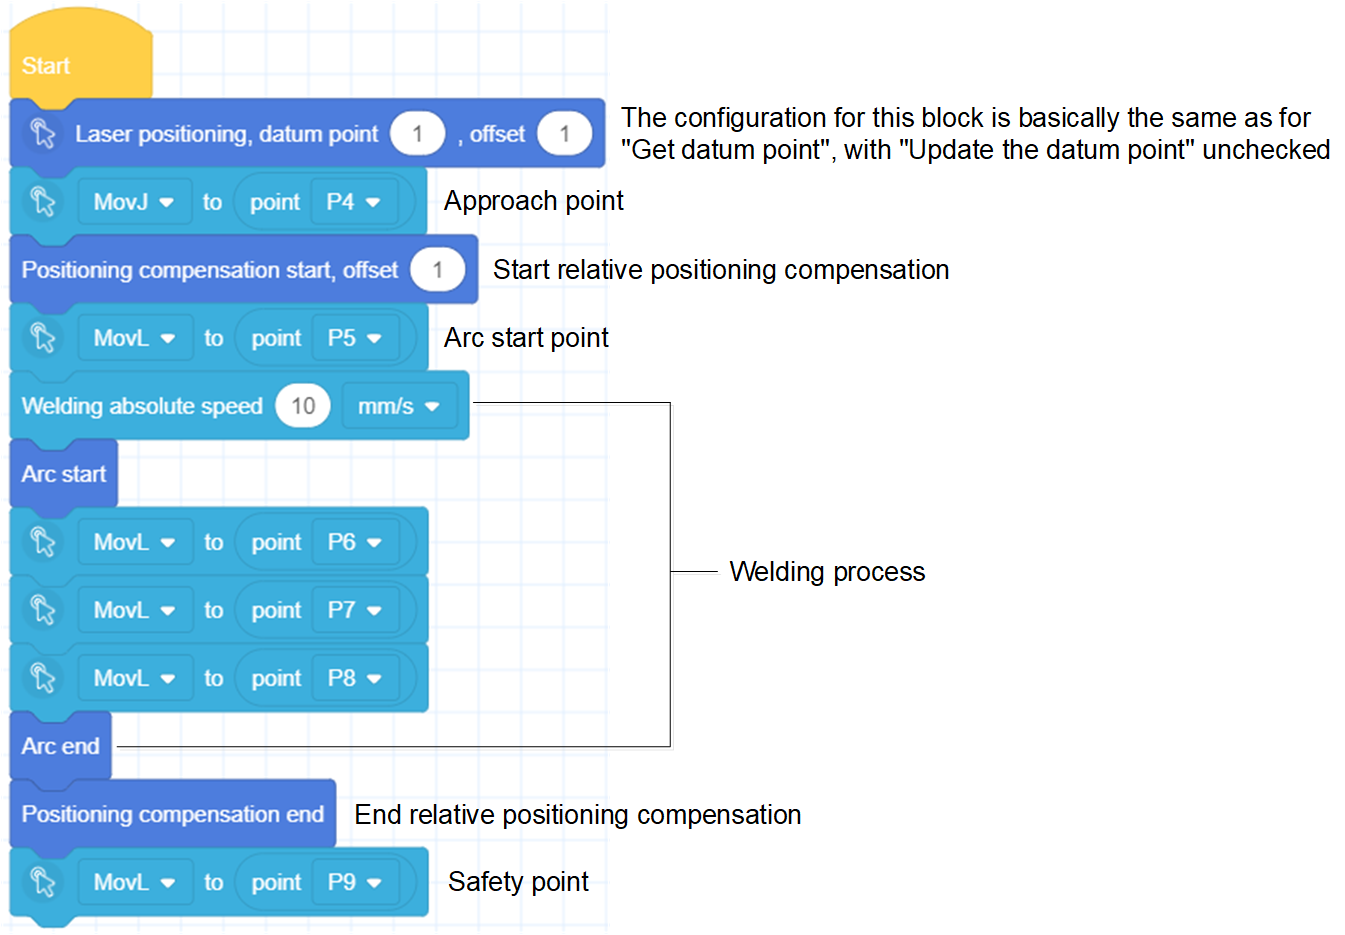 Start
Laser positioning, datum point 1 , offset 1
The configuration for this block is basically the same as for
"Get datum point", with "Update the datum point" unchecked
MovJ to point P4
Approach point
Positioning compensation start, offset 1
Start relative positioning compensation
MovL to point P5
Arc start point
Welding absolute speed 10 mm/s
Arc start
MovL to point P6
Welding process
MovL to point P7
MovL to point P8
Arc end
Positioning compensation end
End relative positioning compensation
MovL to point P9
Safety point